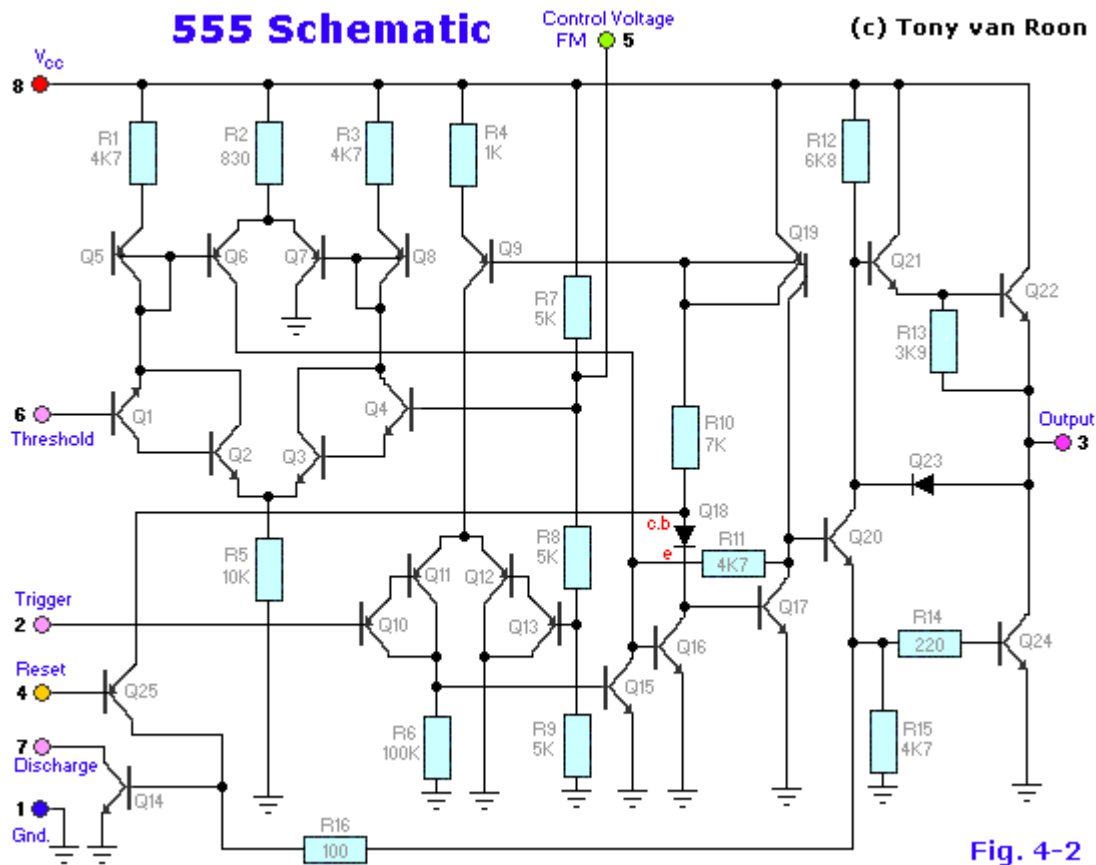 555 Schematic
Control Voltage
FM 5
(c) Tony van Roon
Vcc
8
R1
4K7
R2
830
R3
4K7
R4
1K
R12
6K8
Q5
Q6
Q7
Q8
Q9
Q19
Q21
Q22
R7
5K
R13
3K9
6
Threshold
Q1
Q2
Q3
Q4
R10
7K
Output
3
Q23
Q18
c.b
e
R11
4K7
Q20
R5
10K
R8
5K
Q11
Q12
Trigger
2
Q10
Q13
Q16
Q17
R14
220
Q24
Reset
4
Q25
Q15
R6
100K
R9
5K
R15
4K7
7
Discharge
Q14
1
Gnd.
R16
100
Fig. 4-2